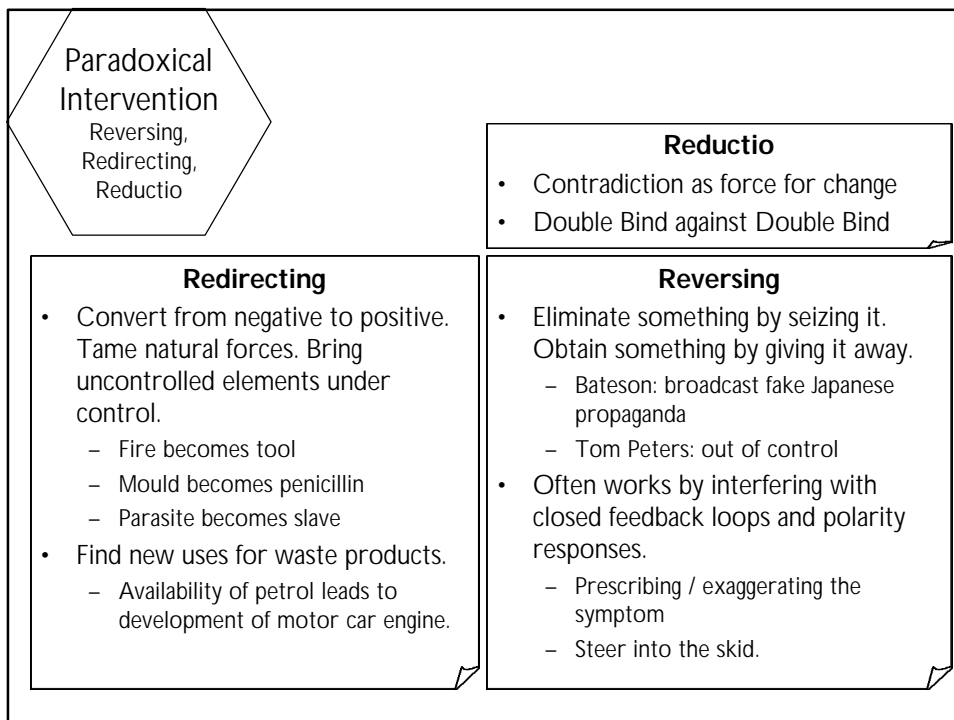 Paradoxical
Intervention
Reversing,
Redirecting,
Reductio
Reductio
• Contradiction as force for change
• Double Bind against Double Bind
Redirecting
• Convert from negative to positive.
Tame natural forces. Bring
uncontrolled elements under
control.
– Fire becomes tool
– Mould becomes penicillin
– Parasite becomes slave
• Find new uses for waste products.
– Availability of petrol leads to
development of motor car engine.
Reversing
• Eliminate something by seizing it.
Obtain something by giving it away.
– Bateson: broadcast fake Japanese
propaganda
– Tom Peters: out of control
• Often works by interfering with
closed feedback loops and polarity
responses.
– Prescribing / exaggerating the
symptom
– Steer into the skid.